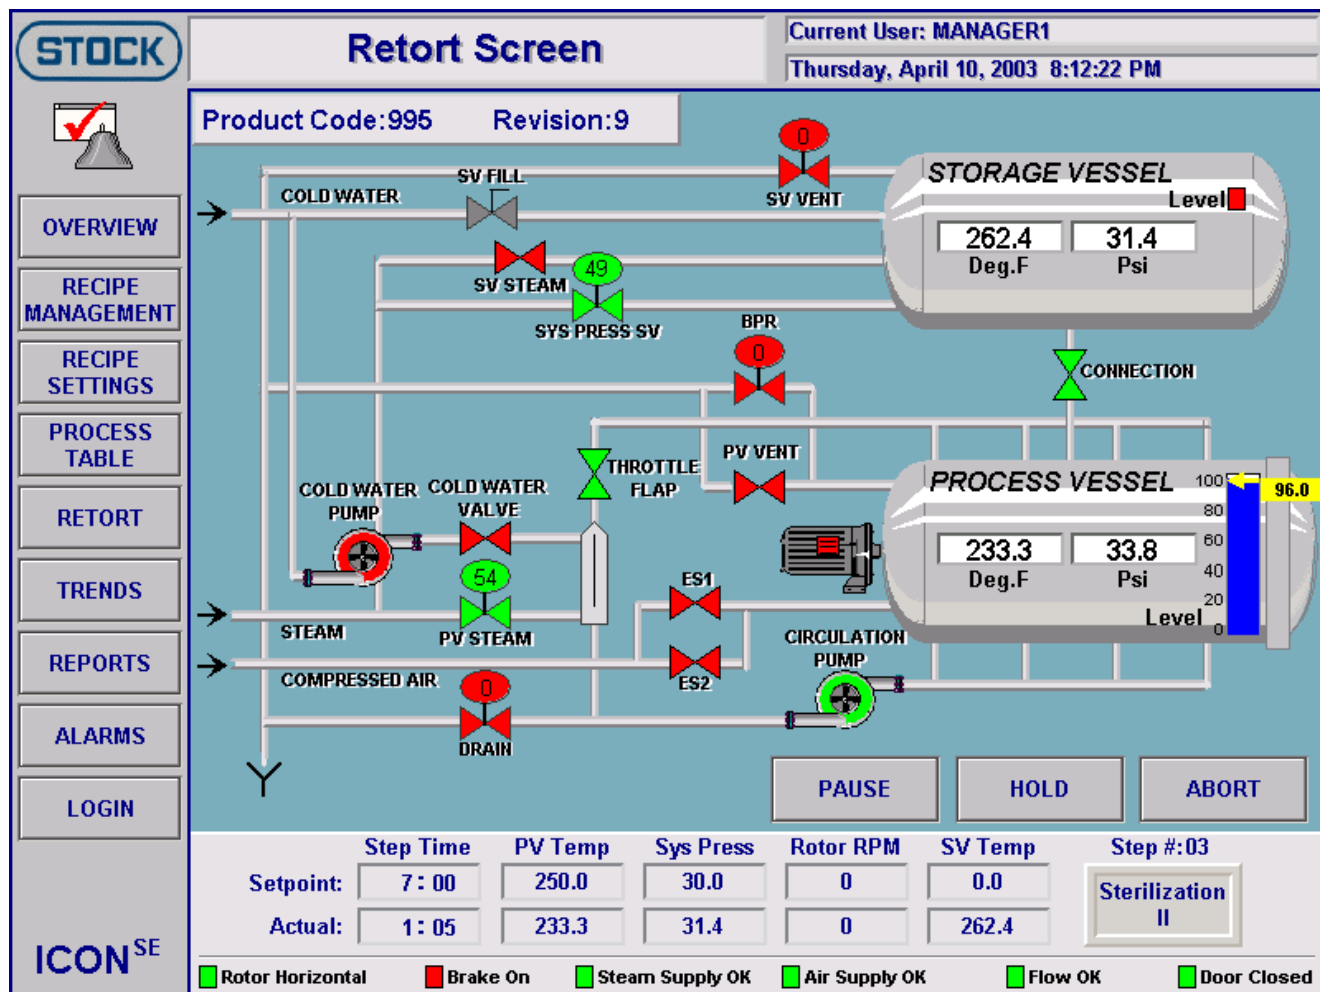 STOCK
Retort Screen
Current User: MANAGER1
Thursday, April 10, 2003 8:12:22 PM
Product Code:995 Revision:9
OVERVIEW
RECIPE
MANAGEMENT
RECIPE
SETTINGS
PROCESS
TABLE
RETORT
TRENDS
REPORTS
ALARMS
LOGIN
ICON SE
0
SV VENT
SV FILL
COLD WATER
STORAGE VESSEL
Level
262.4 31.4
Deg.F Psi
SV STEAM
49
SYS PRESS SV
BPR
0
CONNECTION
PV VENT
THROTTLE
FLAP
COLD WATER
PUMP
COLD WATER
VALVE
54
PV STEAM
STEAM
COMPRESSED AIR
0
DRAIN
ES1
ES2
CIRCULATION
PUMP
PROCESS VESSEL
100
80
60
40
20
0
96.0
233.3 33.8
Deg.F Psi
Level
PAUSE HOLD ABORT
Step Time PV Temp Sys Press Rotor RPM SV Temp Step #:03
Setpoint: 7: 00 250.0 30.0 0 0.0
Actual: 1: 05 233.3 31.4 0 262.4
Sterilization
II
Rotor Horizontal Brake On Steam Supply OK Air Supply OK Flow OK Door Closed